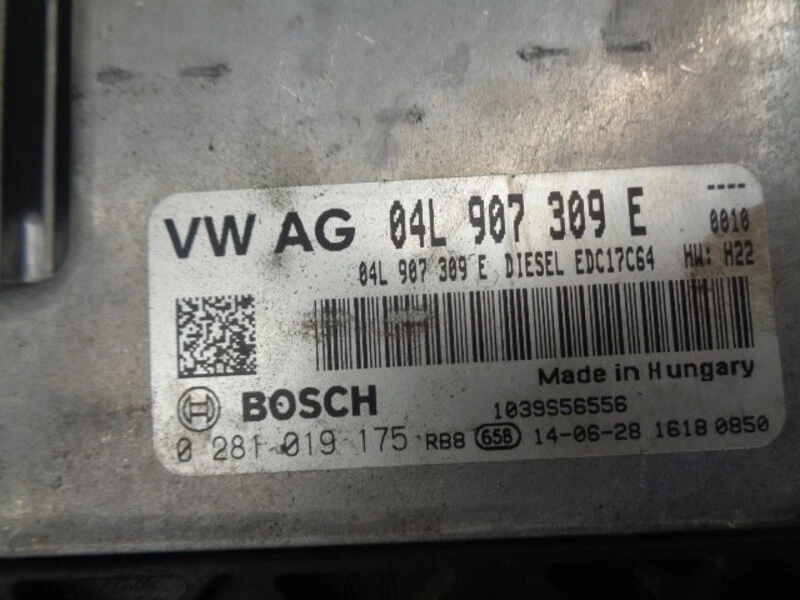 VW AG 04L 907 309 E ----
0010
04L 907 309 E DIESEL EDC17C64 HW: H22
Made in Hungary
BOSCH 1039S56556
0 281 019 175 RB8 658 14-06-28 1618 0850